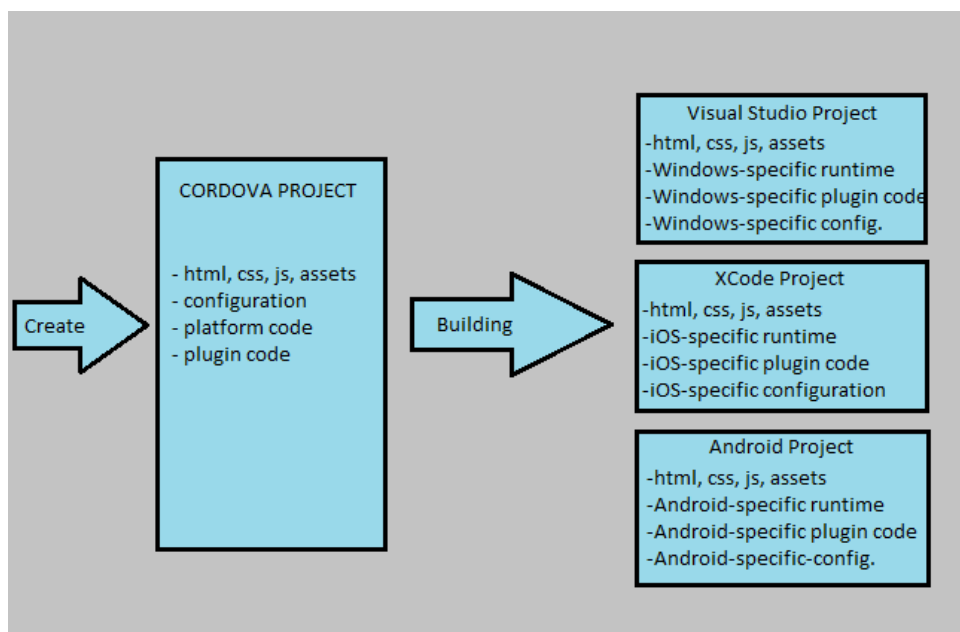 Create
CORDOVA PROJECT
- html, css, js, assets
- configuration
- platform code
- plugin code
Building
Visual Studio Project
-html, css, js, assets
-Windows-specific runtime
-Windows-specific plugin code
-Windows-specific config.
XCode Project
-html, css, js, assets
-iOS-specific runtime
-iOS-specific plugin code
-iOS-specific configuration
Android Project
-html, css, js, assets
-Android-specific runtime
-Android-specific plugin code
-Android-specific-config.